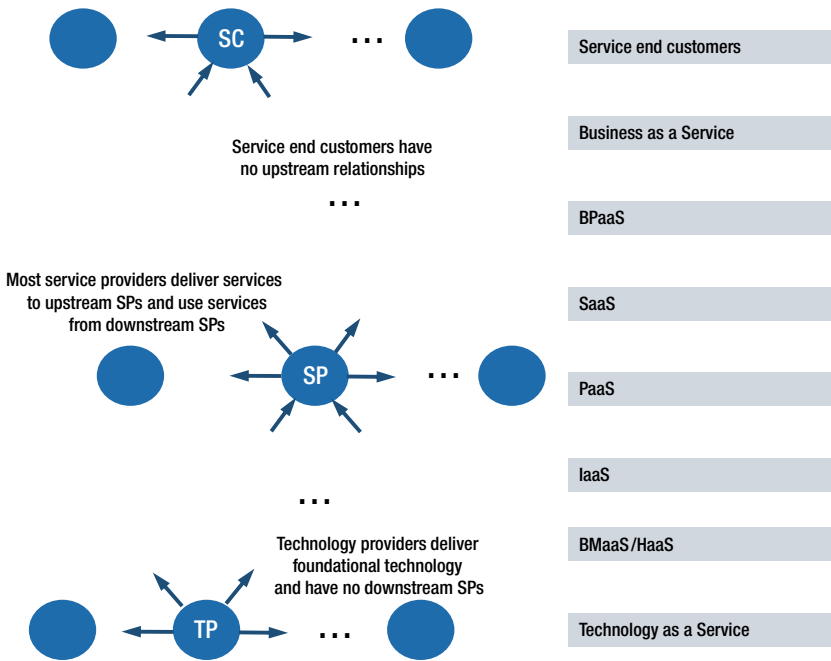 SC
...
Service end customers
Business as a Service
Service end customers have
no upstream relationships
...
BPaaS
Most service providers deliver services
to upstream SPs and use services
from downstream SPs
SaaS
SP
...
PaaS
IaaS
...
Technology providers deliver
foundational technology
and have no downstream SPs
BMaaS/HaaS
TP
...
Technology as a Service